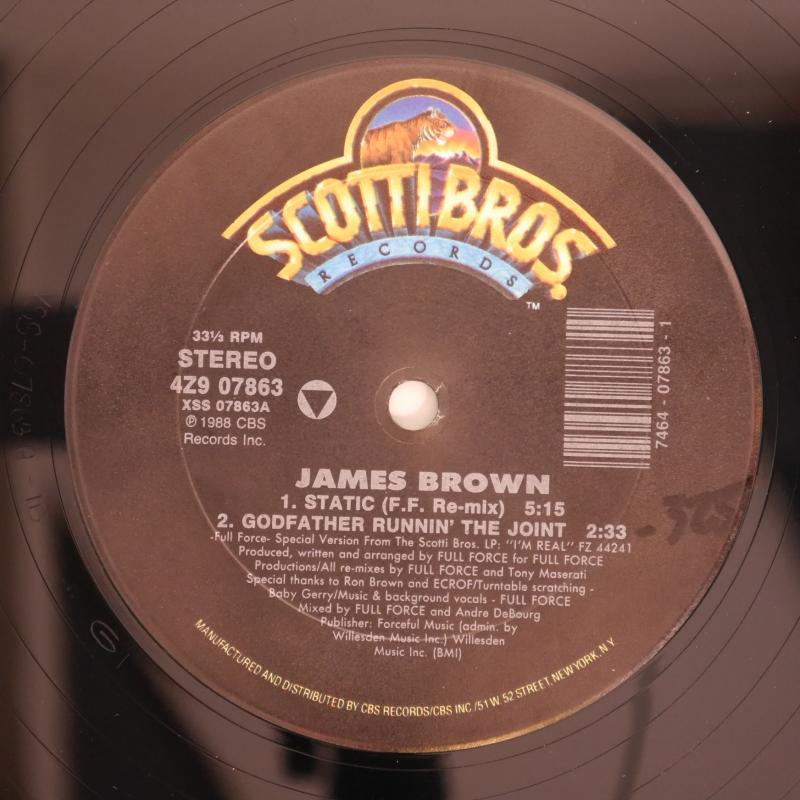 SCOTTI BROS.
RECORDS
TM
33⅓ RPM
STEREO
4Z9 07863
XSS 07863A
℗ 1988 CBS
Records Inc.
7464 - 07863 - 1
JAMES BROWN
1. STATIC (F.F. Re-mix) 5:15
2. GODFATHER RUNNIN' THE JOINT 2:33
-Full Force- Special Version From The Scotti Bros. LP: "I'M REAL" FZ 44241
Produced, written and arranged by FULL FORCE for FULL FORCE
Productions/All re-mixes by FULL FORCE and Tony Maserati
Special thanks to Ron Brown and ECROF/Turntable scratching -
Baby Gerry/Music & background vocals - FULL FORCE
Mixed by FULL FORCE and Andre DeBourg
Publisher: Forceful Music (admin. by
Willesden Music Inc.) Willesden
Music Inc. (BMI)
MANUFACTURED AND DISTRIBUTED BY CBS RECORDS/CBS INC./51 W. 52 STREET, NEW YORK, N.Y.